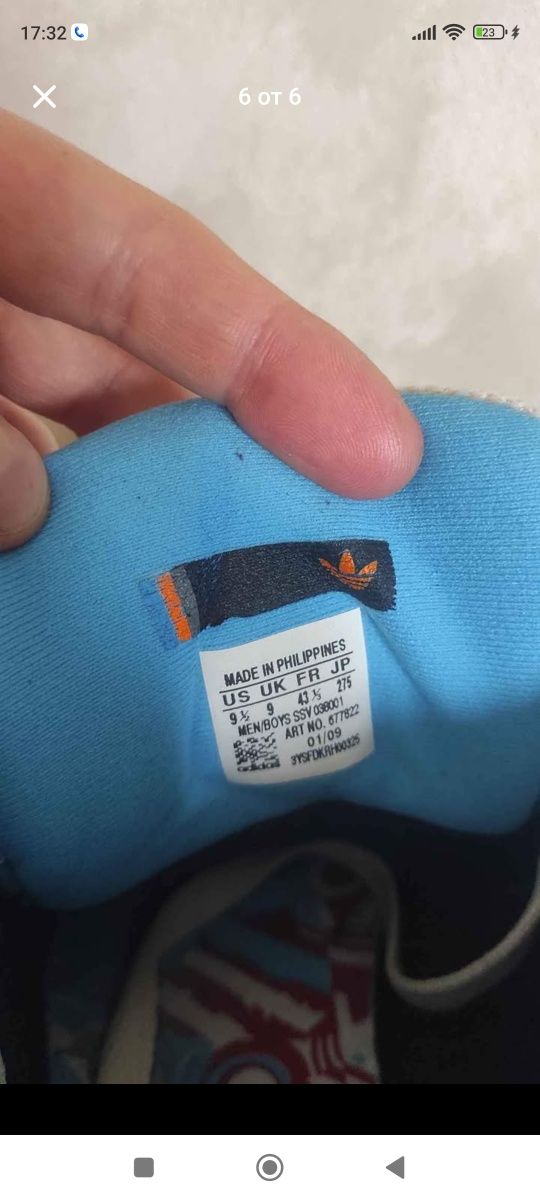 17:32
23
6 от 6
MADE IN PHILIPPINES
US UK FR JP
9½ 9 43⅓ 275
MEN/BOYS SSV 038001
ART NO. 677822
01/09
3YSFDKRH00325
adidas